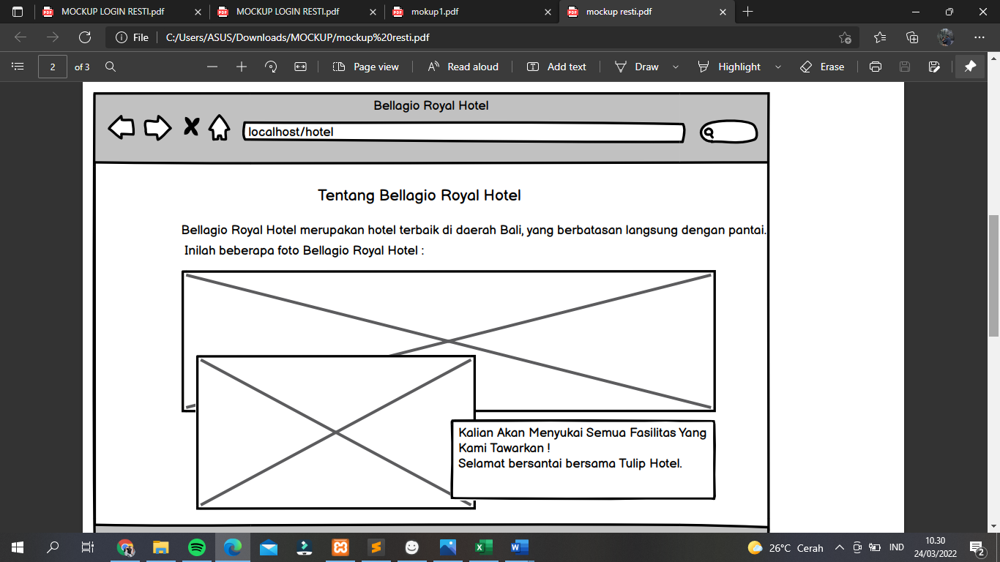 MOCKUP LOGIN RESTI.pdf
MOCKUP LOGIN RESTI.pdf
mokup1.pdf
mockup resti.pdf
File
C:/Users/ASUS/Downloads/MOCKUP/mockup%20resti.pdf
2 of 3
Page view
Read aloud
Add text
Draw
Highlight
Erase
Bellagio Royal Hotel
localhost/hotel
Tentang Bellagio Royal Hotel
Bellagio Royal Hotel merupakan hotel terbaik di daerah Bali, yang berbatasan langsung dengan pantai.
Inilah beberapa foto Bellagio Royal Hotel :
Kalian Akan Menyukai Semua Fasilitas Yang
Kami Tawarkan !
Selamat bersantai bersama Tulip Hotel.
26°C Cerah
IND
10.30
24/03/2022
2